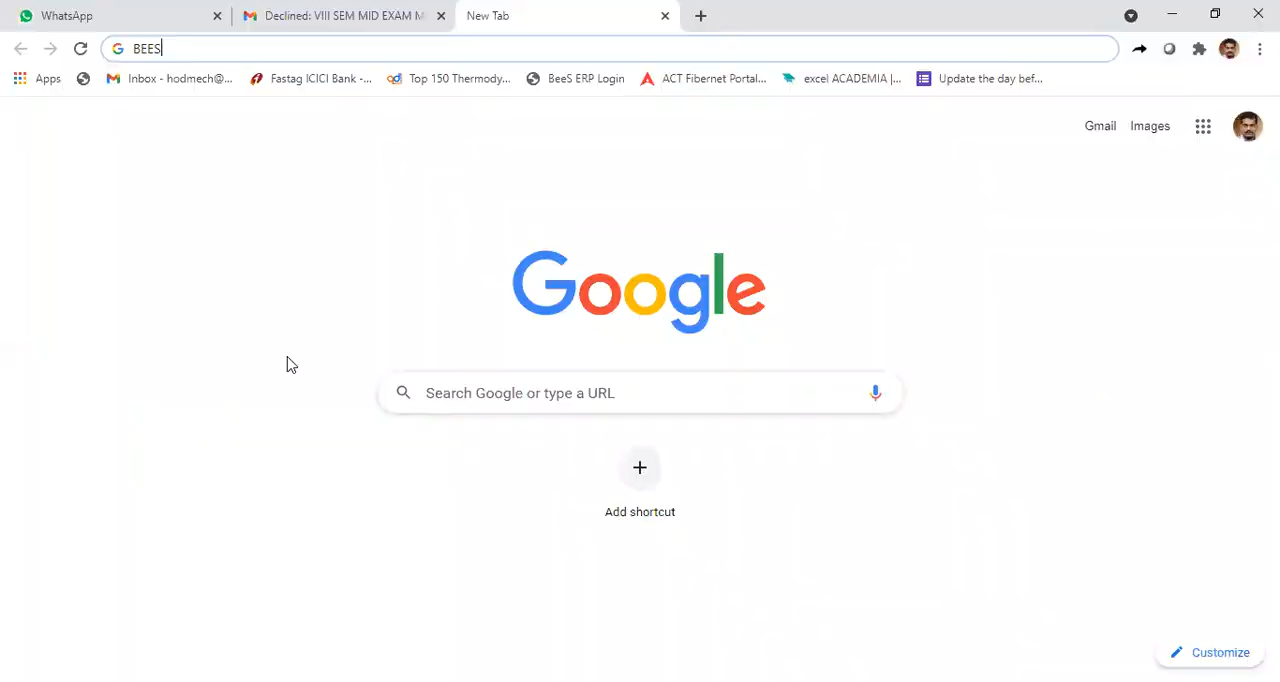 WhatsApp
Declined: VIII SEM MID EXAM M
New Tab
BEES
Apps
Inbox - hodmech@...
Fastag ICICI Bank -...
Top 150 Thermody...
BeeS ERP Login
ACT Fibernet Portal...
excel ACADEMIA |...
Update the day bef...
Gmail
Images
Google
Search Google or type a URL
Add shortcut
Customize